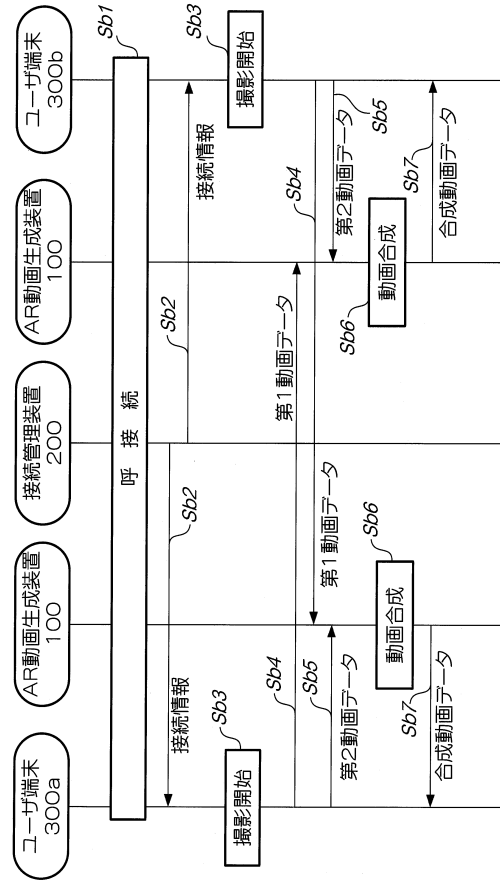 ユーザ端末
300a
AR動画生成装置
100
接続管理装置
200
AR動画生成装置
100
ユーザ端末
300b
呼 接 続
Sb1
Sb2
接続情報
Sb2
接続情報
撮影開始
Sb3
撮影開始
Sb3
Sb4
第1動画データ
Sb4
第1動画データ
Sb5
第2動画データ
Sb5
第2動画データ
動画合成
Sb6
動画合成
Sb6
Sb7
合成動画データ
Sb7
合成動画データ